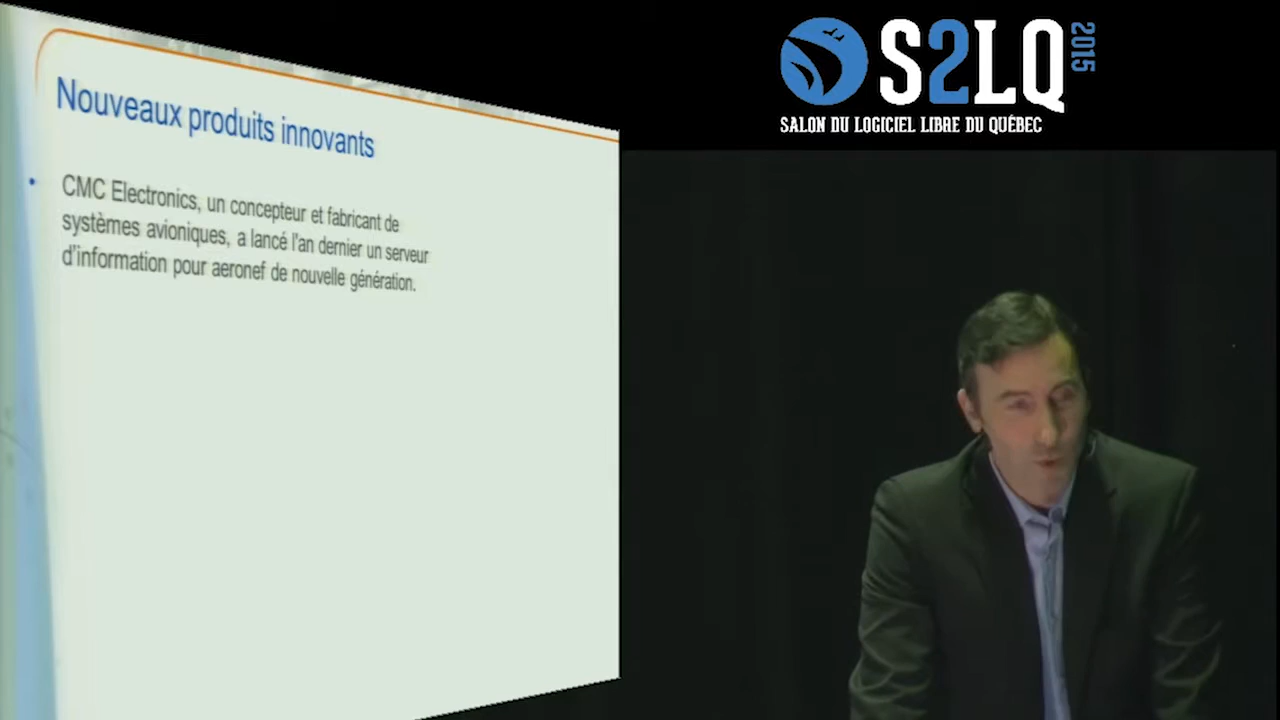 Nouveaux produits innovants
• CMC Electronics, un concepteur et fabricant de
systèmes avioniques, a lancé l'an dernier un serveur
d'information pour aeronef de nouvelle génération.
S2LQ
2015
SALON DU LOGICIEL LIBRE DU QUÉBEC